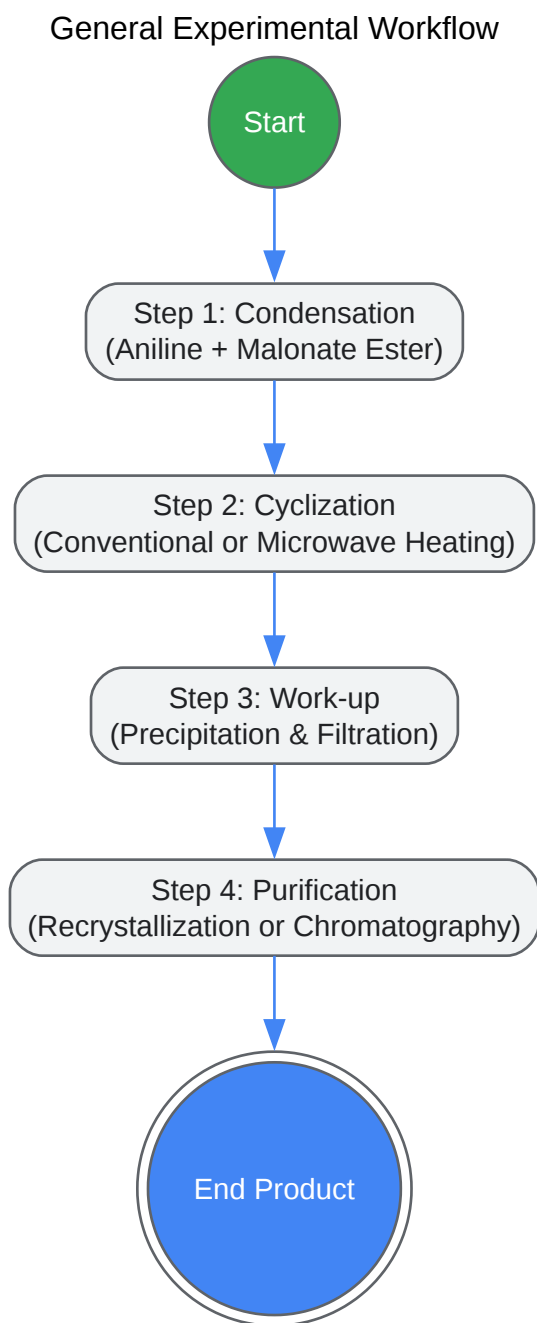 General Experimental Workflow
Start
Step 1: Condensation
(Aniline + Malonate Ester)
Step 2: Cyclization
(Conventional or Microwave Heating)
Step 3: Work-up
(Precipitation & Filtration)
Step 4: Purification
(Recrystallization or Chromatography)
End Product